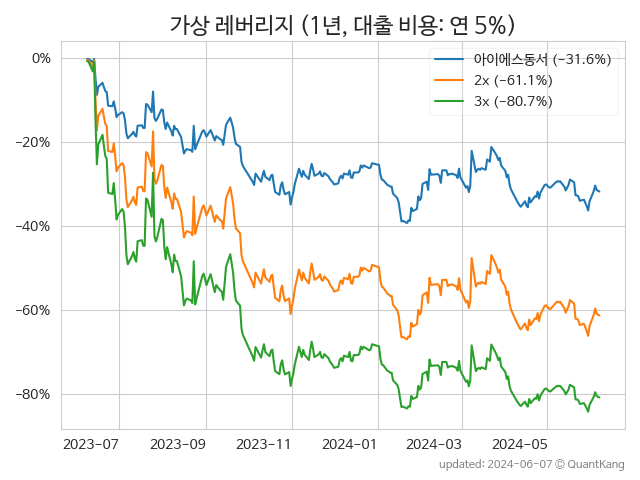 가상 레버리지 (1년, 대출 비용: 연 5%)
아이에스동서 (−31.6%)
2x (−61.1%)
3x (−80.7%)
0%
−20%
−40%
−60%
−80%
2023-07 2023-09 2023-11 2024-01 2024-03 2024-05
updated: 2024-06-07 © QuantKang